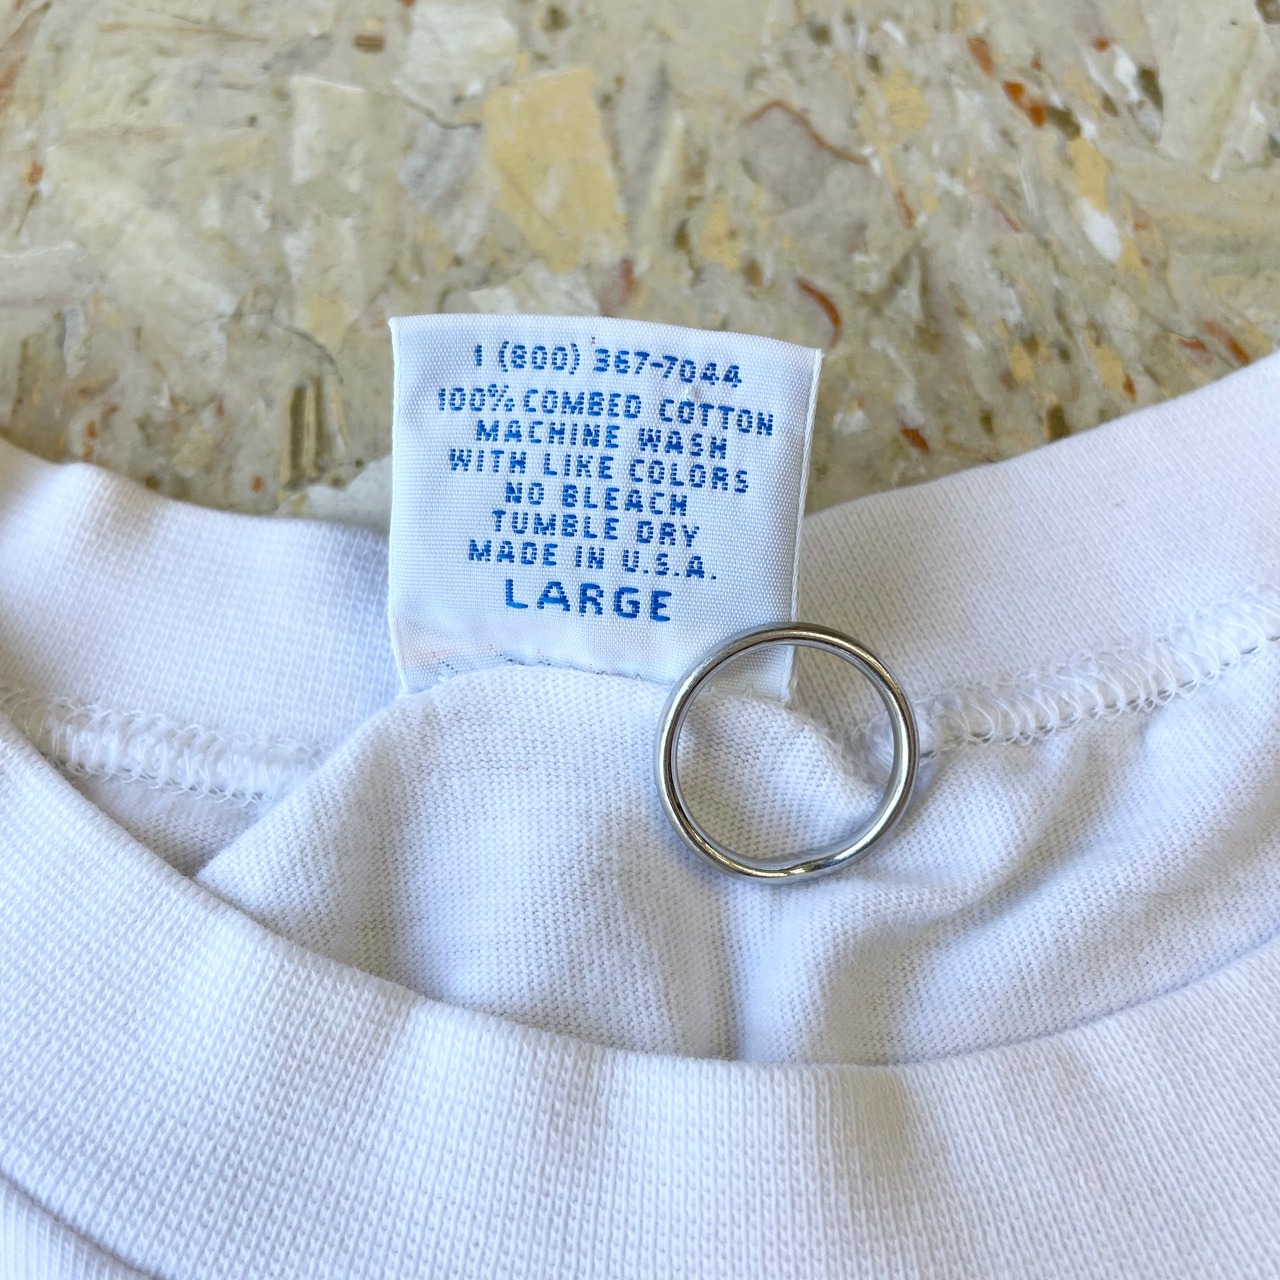 1 (800) 367-7044
100% COMBED COTTON
MACHINE WASH
WITH LIKE COLORS
NO BLEACH
TUMBLE DRY
MADE IN U.S.A.
LARGE